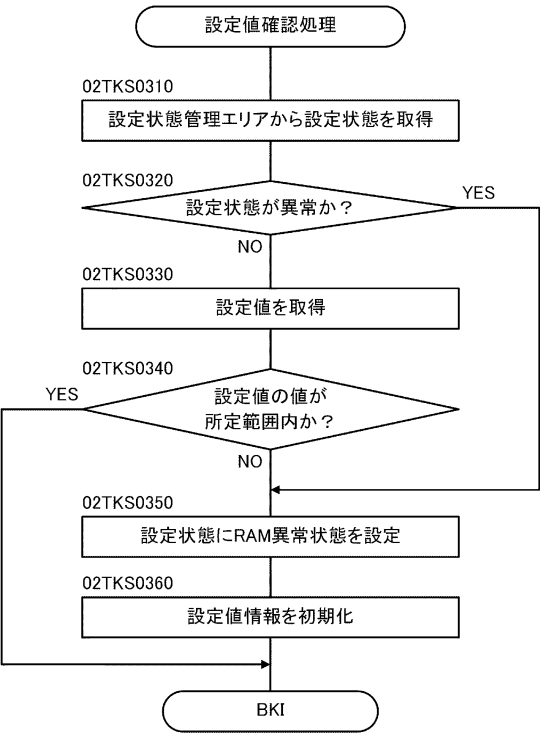 設定値確認処理
02TKS0310
設定状態管理エリアから設定状態を取得
02TKS0320
設定状態が異常か？
YES
NO
02TKS0330
設定値を取得
02TKS0340
YES
設定値の値が
所定範囲内か？
NO
02TKS0350
設定状態にRAM異常状態を設定
02TKS0360
設定値情報を初期化
BKI